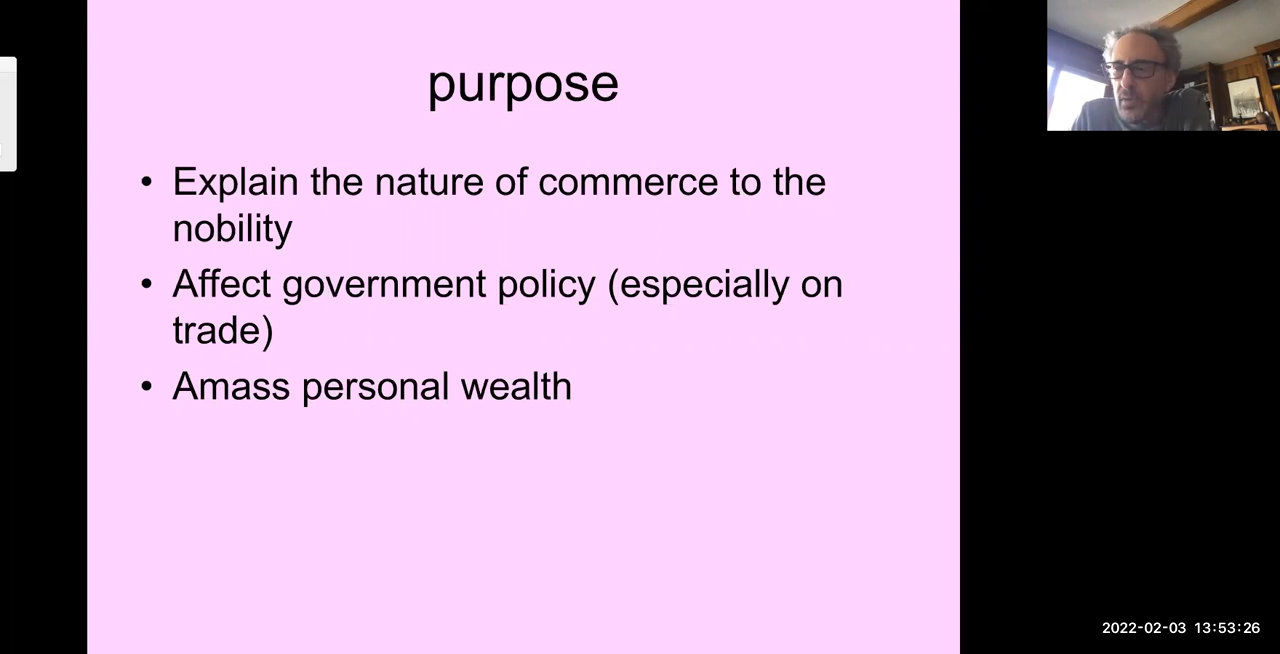 purpose
• Explain the nature of commerce to the
nobility
• Affect government policy (especially on
trade)
• Amass personal wealth
2022-02-03 13:53:26